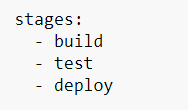 stages:
  - build
  - test
  - deploy